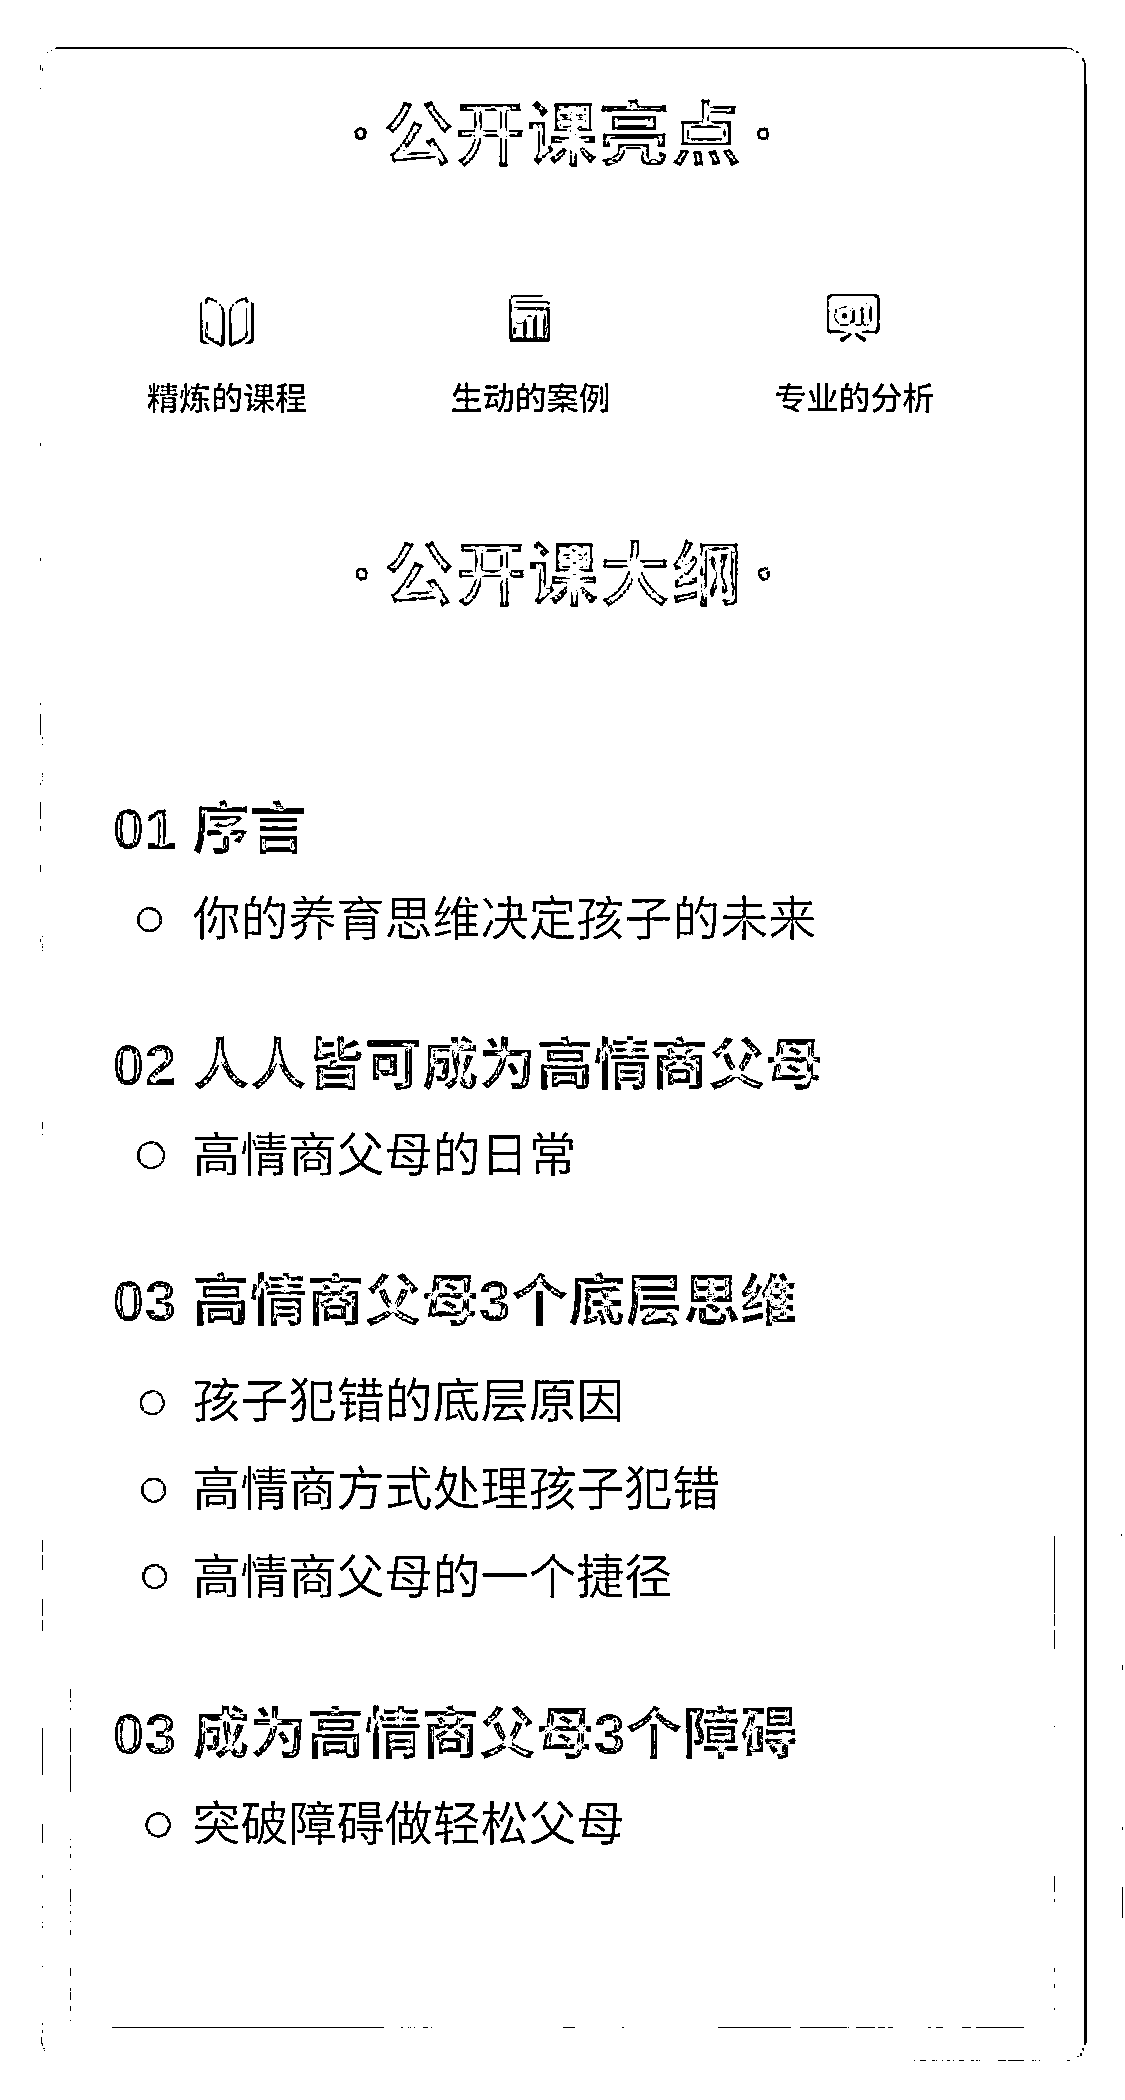 ·公开课亮点·
精炼的课程 生动的案例 专业的分析
·公开课大纲·
01 序言
○ 你的养育思维决定孩子的未来
02 人人皆可成为高情商父母
○ 高情商父母的日常
03 高情商父母3个底层思维
○ 孩子犯错的底层原因
○ 高情商方式处理孩子犯错
○ 高情商父母的一个捷径
03 成为高情商父母3个障碍
○ 突破障碍做轻松父母